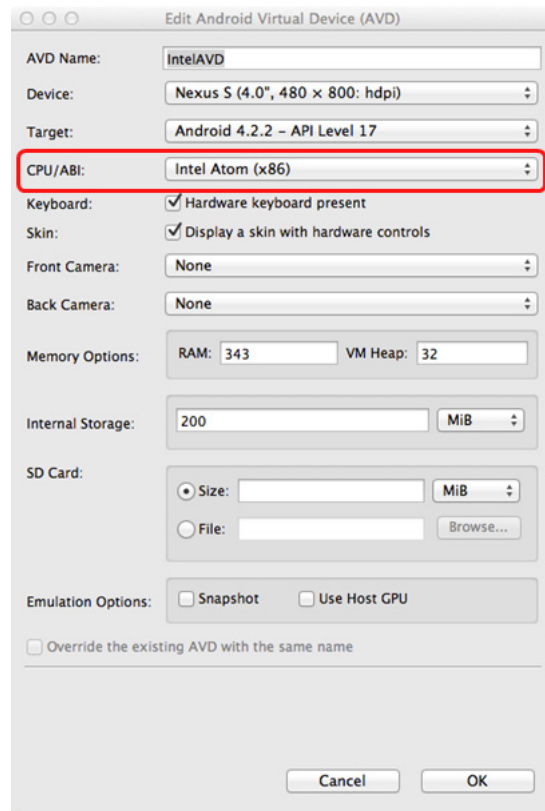 Edit Android Virtual Device (AVD)
AVD Name: IntelAVD
Device: Nexus S (4.0", 480 × 800: hdpi)
Target: Android 4.2.2 – API Level 17
CPU/ABI: Intel Atom (x86)
Keyboard: Hardware keyboard present
Skin: Display a skin with hardware controls
Front Camera: None
Back Camera: None
Memory Options: RAM: 343 VM Heap: 32
Internal Storage: 200 MiB
SD Card:
Size: MiB
File: Browse...
Emulation Options: Snapshot Use Host GPU
Override the existing AVD with the same name
Cancel OK